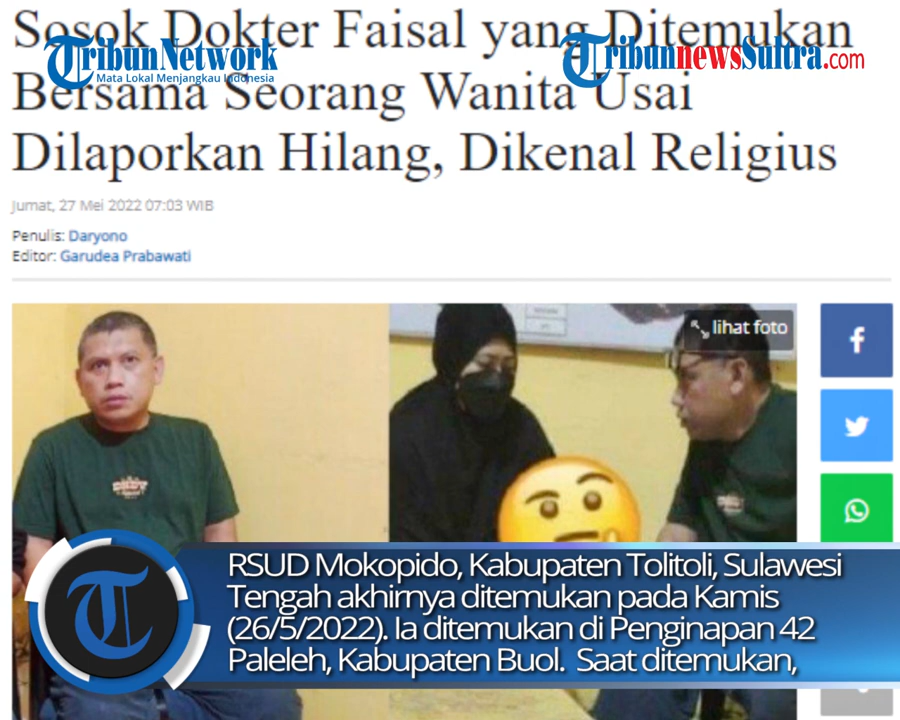 Sosok Dokter Faisal yang Ditemukan
TribunNetwork
Mata Lokal Menjangkau Indonesia
TribunnewsSultra.com
Bersama Seorang Wanita Usai
Dilaporkan Hilang, Dikenal Religius
Jumat, 27 Mei 2022 07:03 WIB
Penulis: Daryono
Editor: Garudea Prabawati
lihat foto
RSUD Mokopido, Kabupaten Tolitoli, Sulawesi
Tengah akhirnya ditemukan pada Kamis
(26/5/2022). Ia ditemukan di Penginapan 42
Paleleh, Kabupaten Buol. Saat ditemukan,